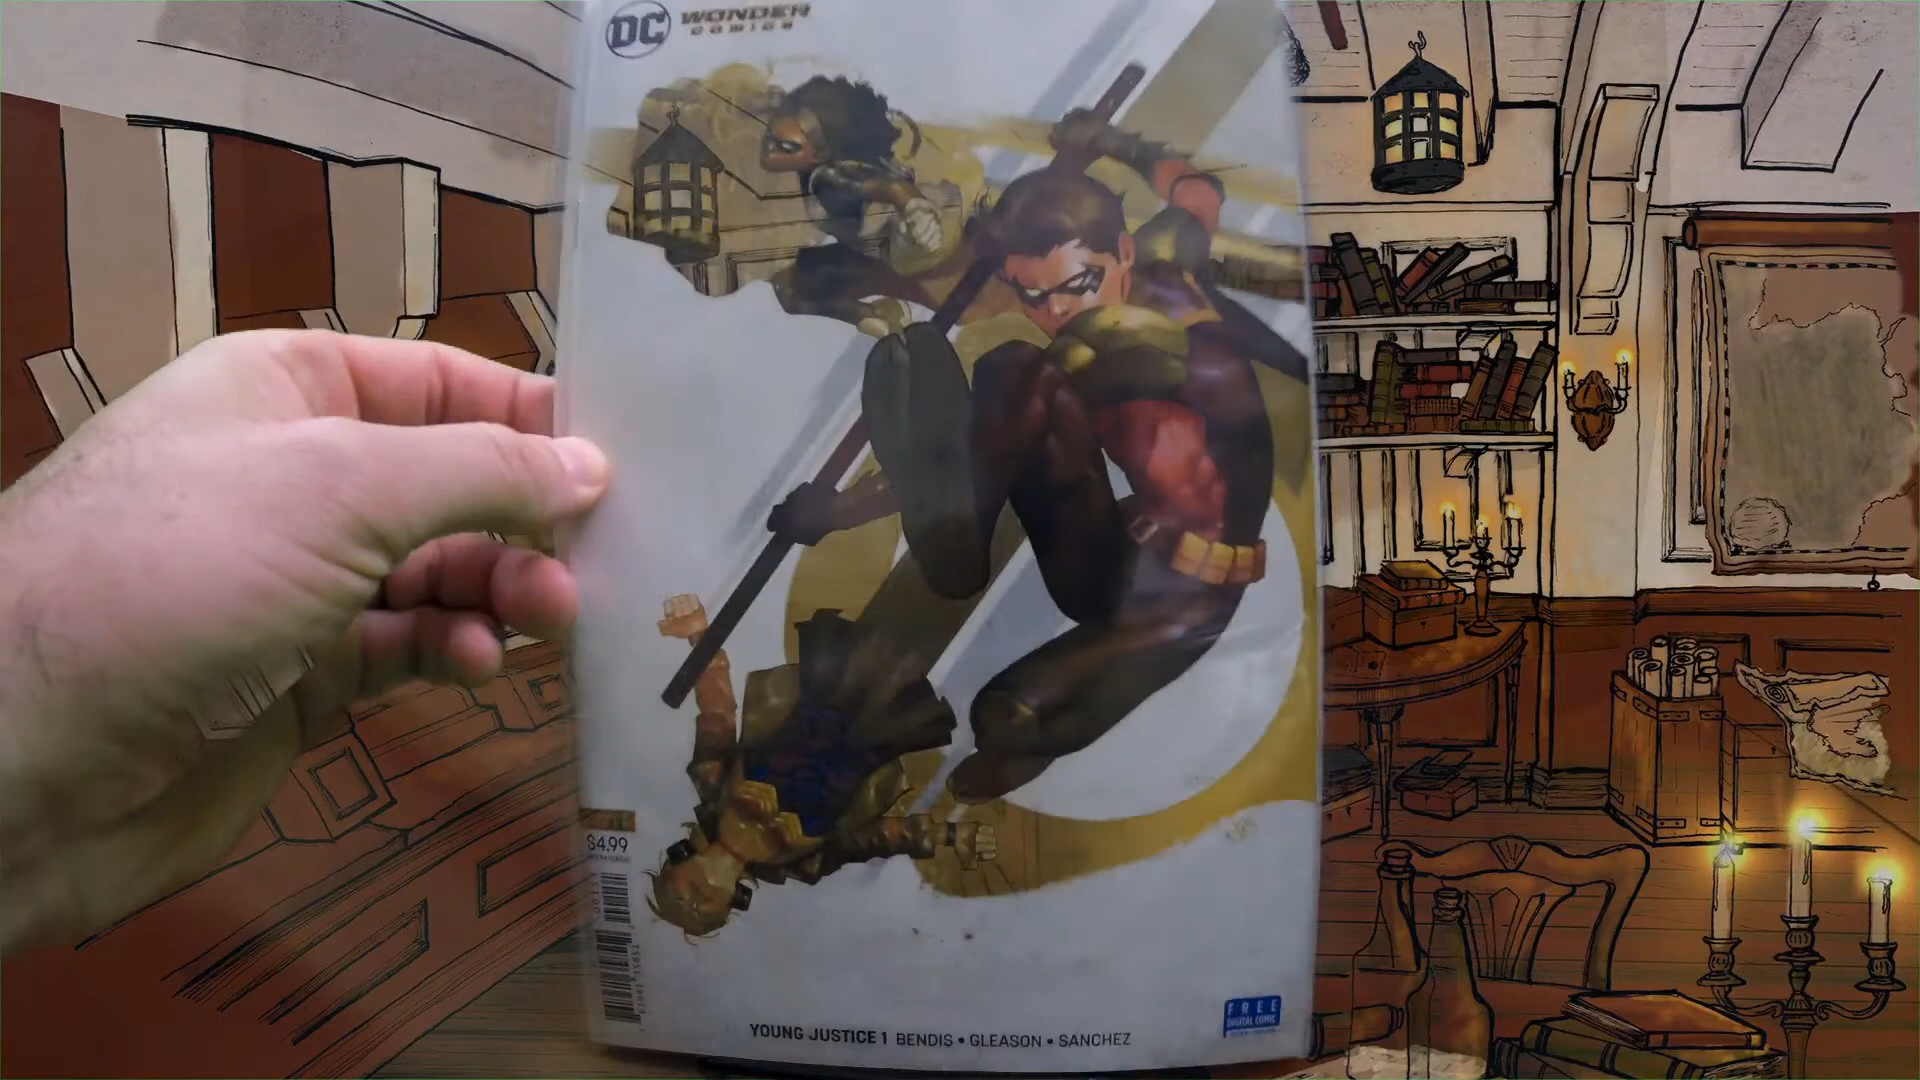 DC WONDER
COMICS
$4.99
FREE
DIGITAL COMIC
YOUNG JUSTICE 1 BENDIS • GLEASON • SANCHEZ